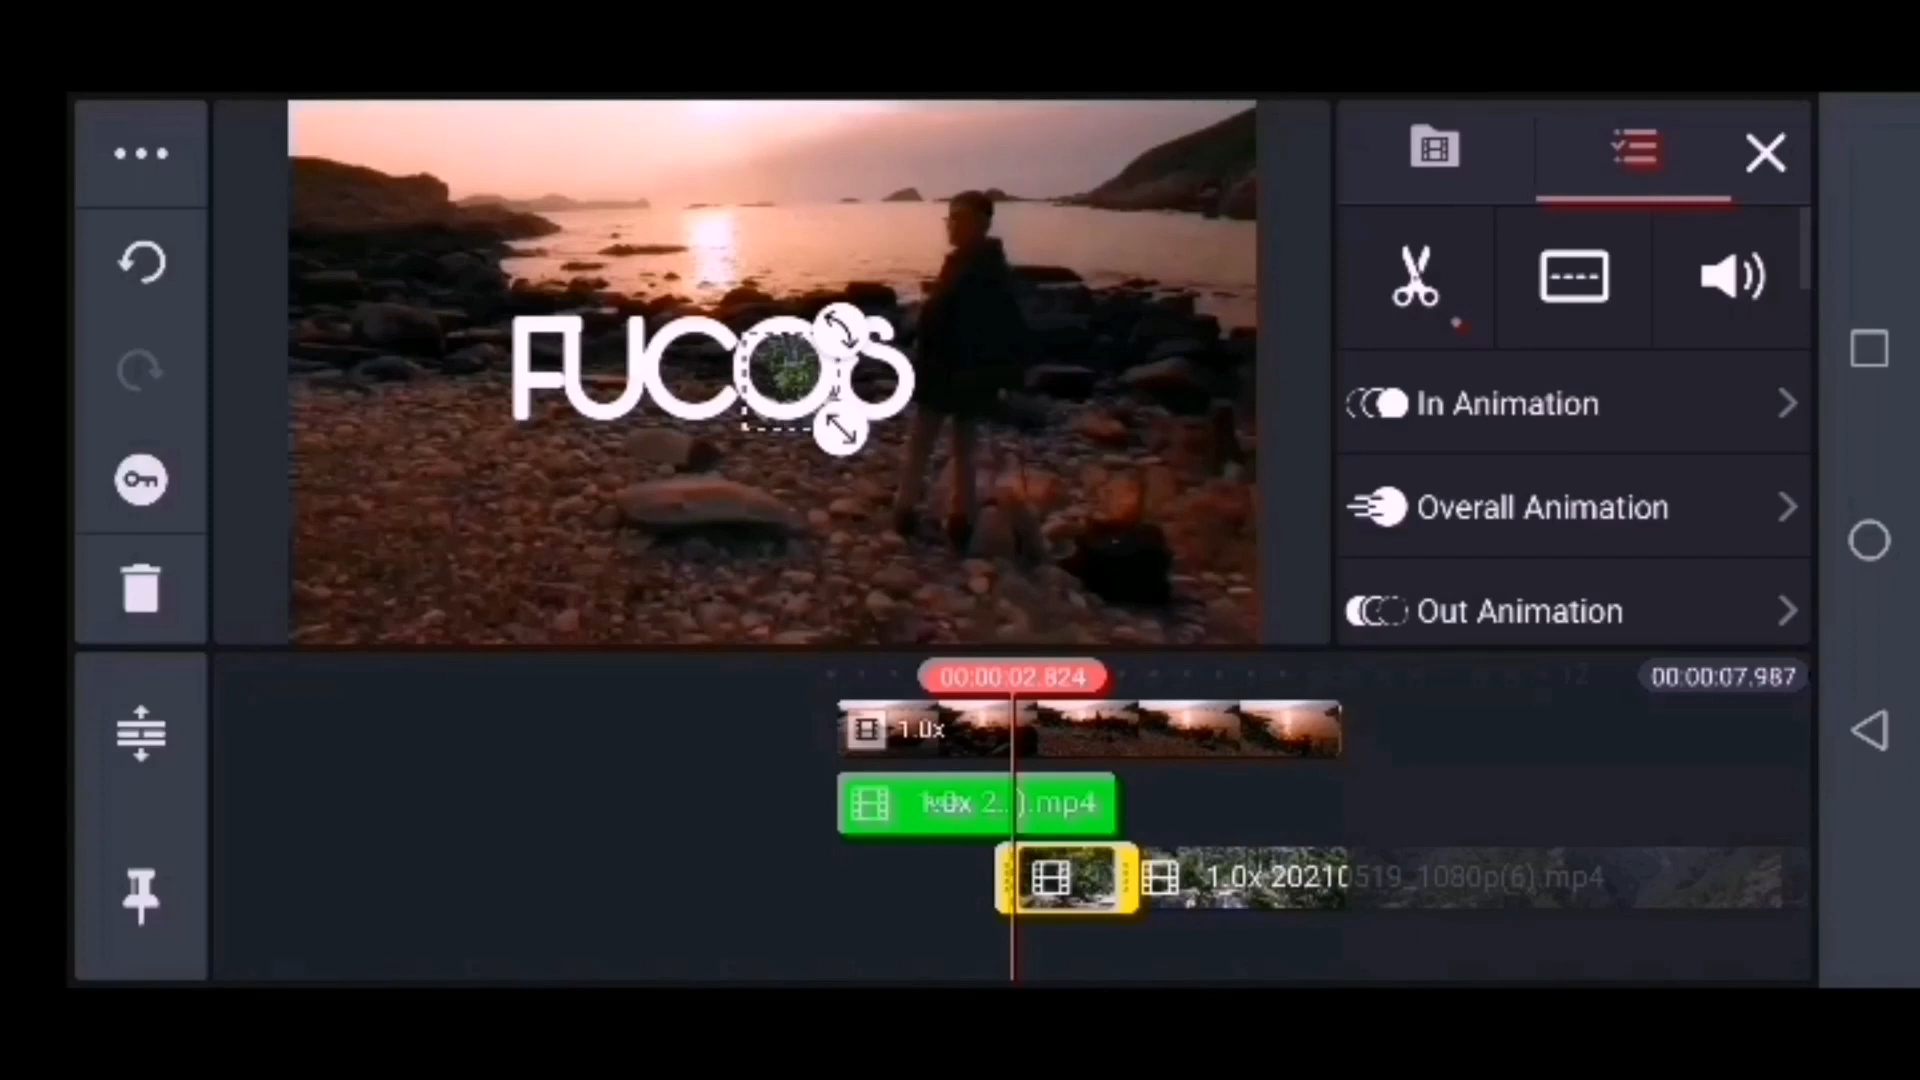 FUCOS
In Animation
Overall Animation
Out Animation
00:00:02.824
00:00:07.987
1.0x
1.0x 2...).mp4
1.0x 20210519_1080p(6).mp4